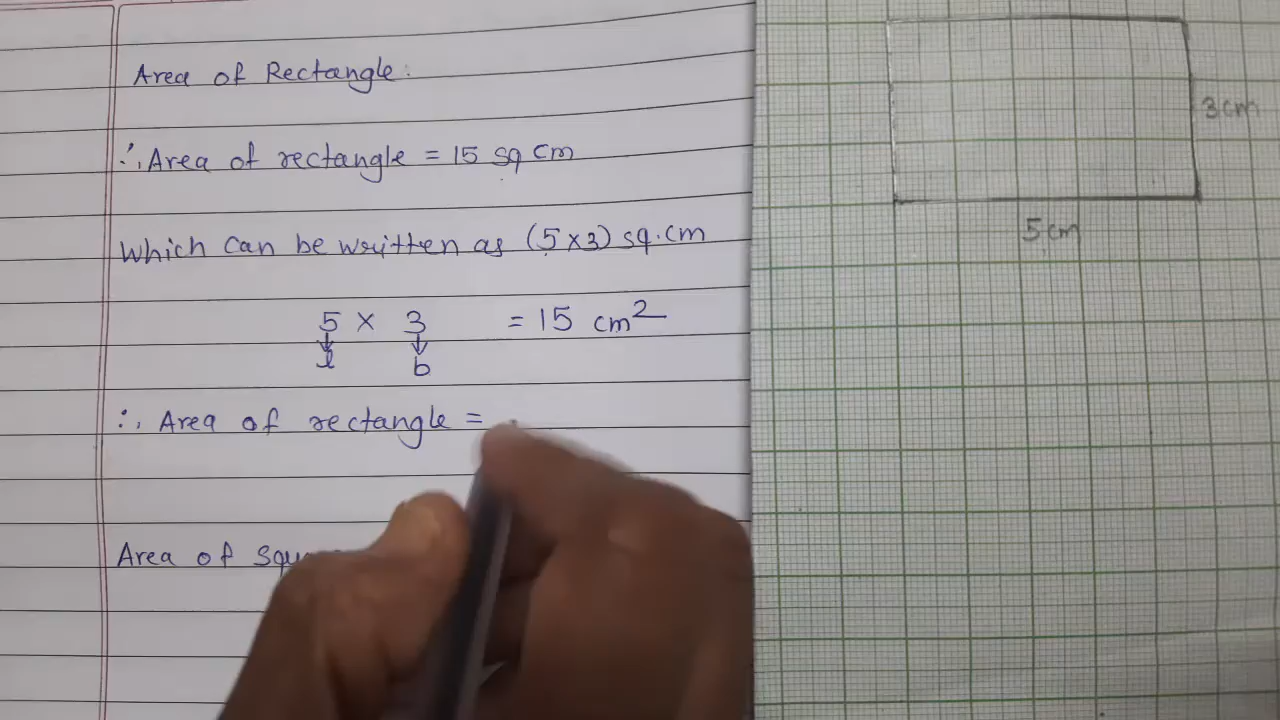 Area of Rectangle:
∴ Area of rectangle = 15 sq cm
Which can be written as (5×3) sq.cm
5 × 3 = 15 cm²
l b
∴ Area of rectangle =
Area of
3cm
5cm